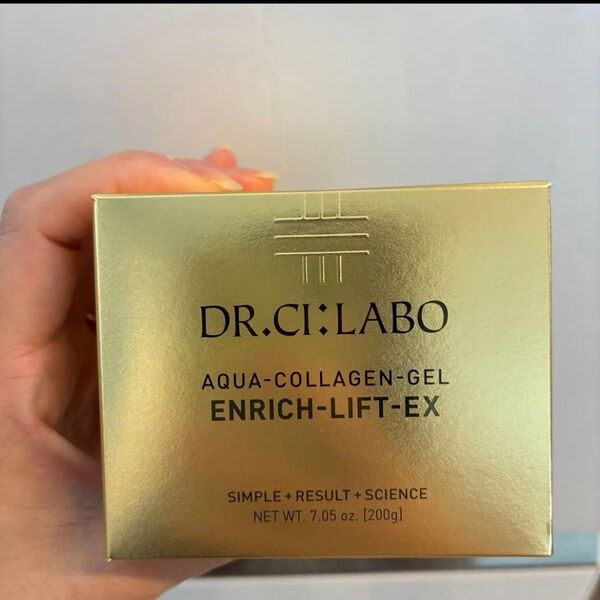 DR.CI:LABO
AQUA-COLLAGEN-GEL
ENRICH-LIFT-EX
SIMPLE+RESULT+SCIENCE
NET WT. 7.05 oz. [200g]